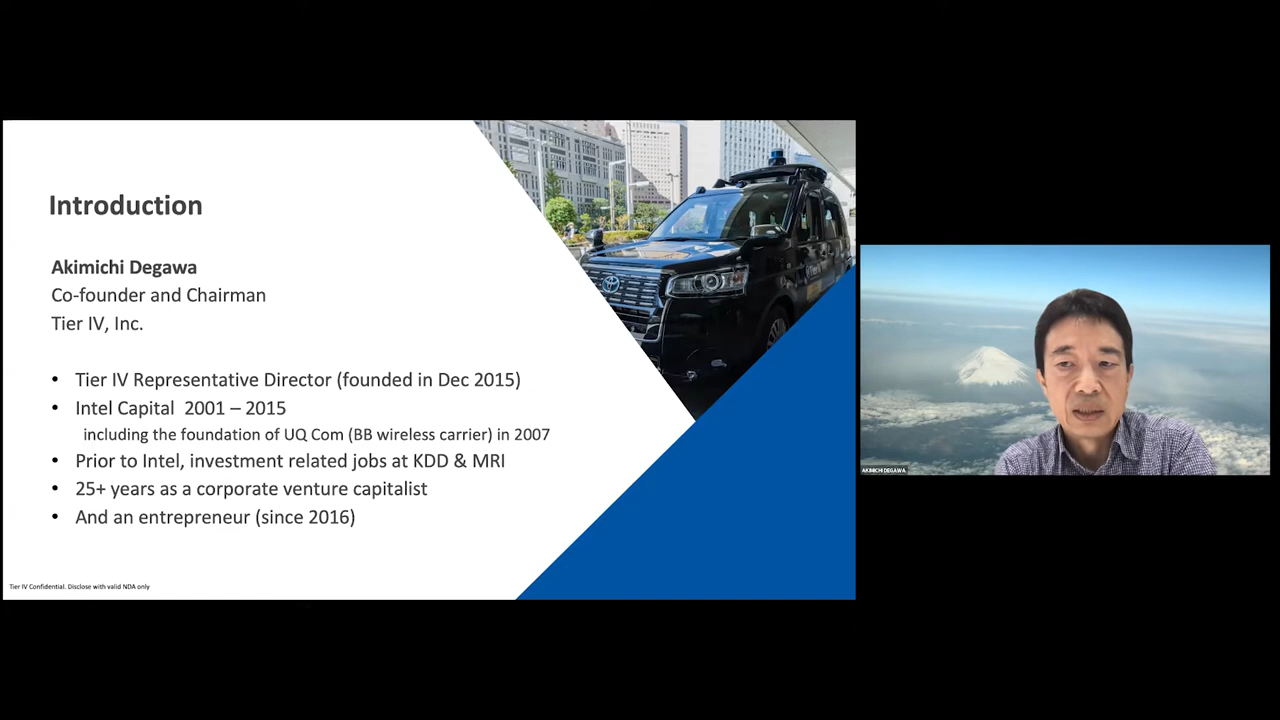 Introduction
Akimichi Degawa
Co-founder and Chairman
Tier IV, Inc.
• Tier IV Representative Director (founded in Dec 2015)
• Intel Capital 2001 – 2015
including the foundation of UQ Com (BB wireless carrier) in 2007
• Prior to Intel, investment related jobs at KDD & MRI
• 25+ years as a corporate venture capitalist
• And an entrepreneur (since 2016)
Tier IV Confidential. Disclose with valid NDA only
AKIMICHI DEGAWA